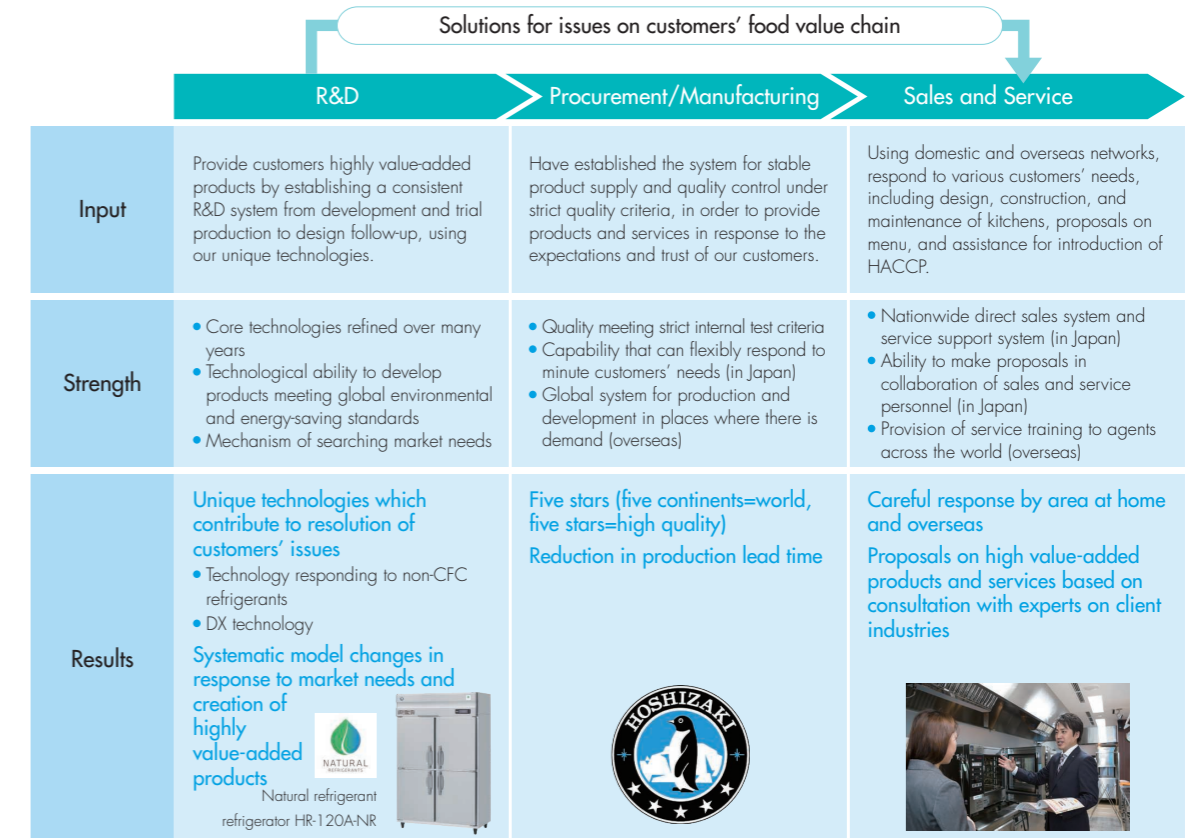 Solutions for issues on customers’ food value chain
R&D
Procurement/Manufacturing
Sales and Service
Input
Provide customers highly value-added
products by establishing a consistent
R&D system from development and trial
production to design follow-up, using
our unique technologies.
Have established the system for stable
product supply and quality control under
strict quality criteria, in order to provide
products and services in response to the
expectations and trust of our customers.
Using domestic and overseas networks,
respond to various customers’ needs,
including design, construction, and
maintenance of kitchens, proposals on
menu, and assistance for introduction of
HACCP.
Strength
• Core technologies refined over many
years
• Technological ability to develop
products meeting global environmental
and energy-saving standards
• Mechanism of searching market needs
• Quality meeting strict internal test criteria
• Capability that can flexibly respond to
minute customers’ needs (in Japan)
• Global system for production and
development in places where there is
demand (overseas)
• Nationwide direct sales system and
service support system (in Japan)
• Ability to make proposals in
collaboration of sales and service
personnel (in Japan)
• Provision of service training to agents
across the world (overseas)
Results
Unique technologies which
contribute to resolution of
customers’ issues
• Technology responding to non-CFC
refrigerants
• DX technology
Systematic model changes in
response to market needs and
creation of
highly
value-added
products
NATURAL
REFRIGERANTS
Natural refrigerant
refrigerator HR-120A-NR
Five stars (five continents=world,
five stars=high quality)
Reduction in production lead time
HOSHIZAKI
Careful response by area at home
and overseas
Proposals on high value-added
products and services based on
consultation with experts on client
industries